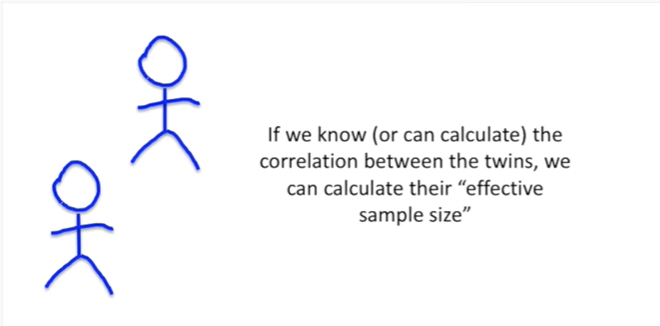 If we know (or can calculate) the
correlation between the twins, we
can calculate their “effective
sample size”